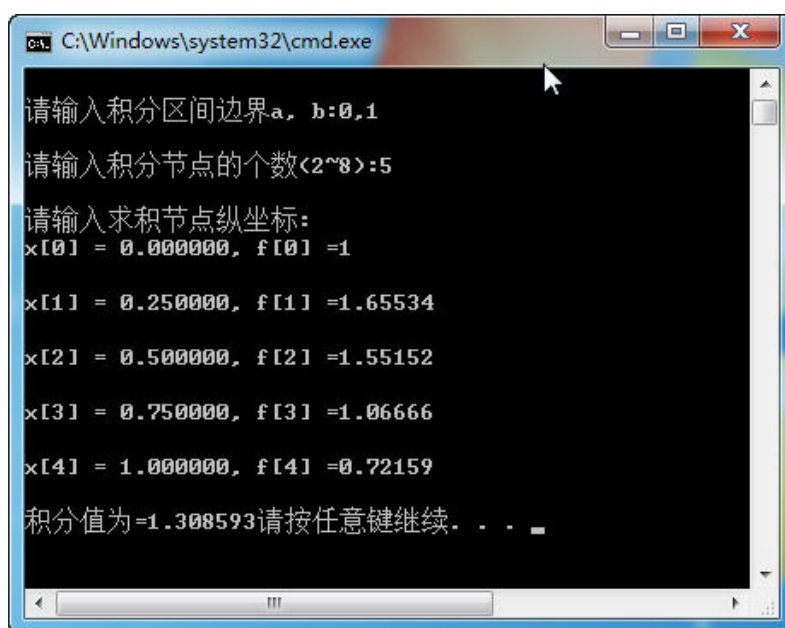 C:\Windows\system32\cmd.exe
请输入积分区间边界a, b:0,1
请输入积分节点的个数(2~8):5
请输入求积节点纵坐标:
x[0] = 0.000000, f[0] =1
x[1] = 0.250000, f[1] =1.65534
x[2] = 0.500000, f[2] =1.55152
x[3] = 0.750000, f[3] =1.06666
x[4] = 1.000000, f[4] =0.72159
积分值为=1.308593请按任意键继续. . .